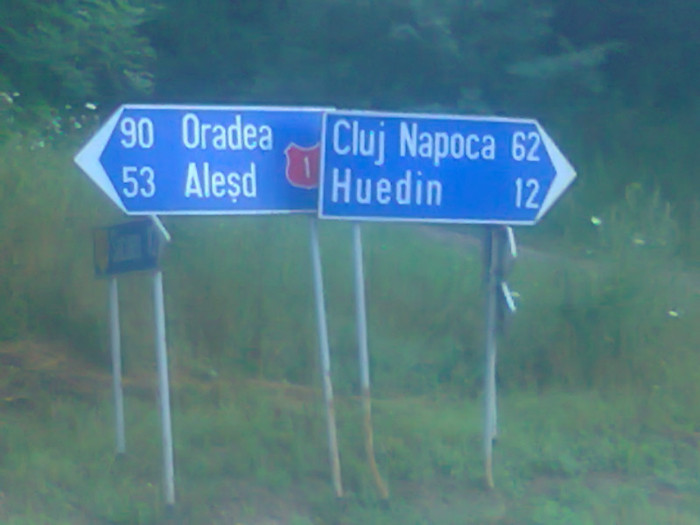 90 Oradea
53 Aleșd
1
Cluj Napoca 62
Huedin 12